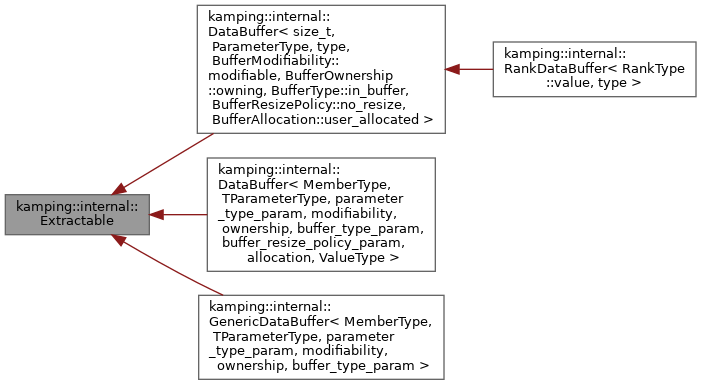 kamping::internal::
Extractable
kamping::internal::
DataBuffer< size_t,
ParameterType, type,
BufferModifiability::
modifiable, BufferOwnership
::owning, BufferType::in_buffer,
BufferResizePolicy::no_resize,
BufferAllocation::user_allocated >
kamping::internal::
RankDataBuffer< RankType
::value, type >
kamping::internal::
DataBuffer< MemberType,
TParameterType, parameter
_type_param, modifiability,
ownership, buffer_type_param,
buffer_resize_policy_param,
allocation, ValueType >
kamping::internal::
GenericDataBuffer< MemberType,
TParameterType, parameter
_type_param, modifiability,
ownership, buffer_type_param >